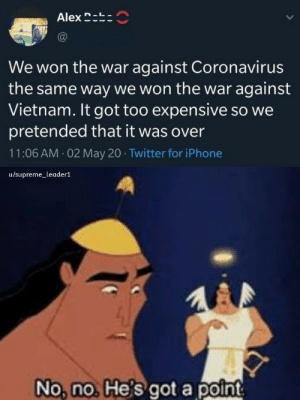 Alex
@
We won the war against Coronavirus
the same way we won the war against
Vietnam. It got too expensive so we
pretended that it was over
11:06 AM · 02 May 20 · Twitter for iPhone
u/supreme_leader1
No, no. He's got a point.